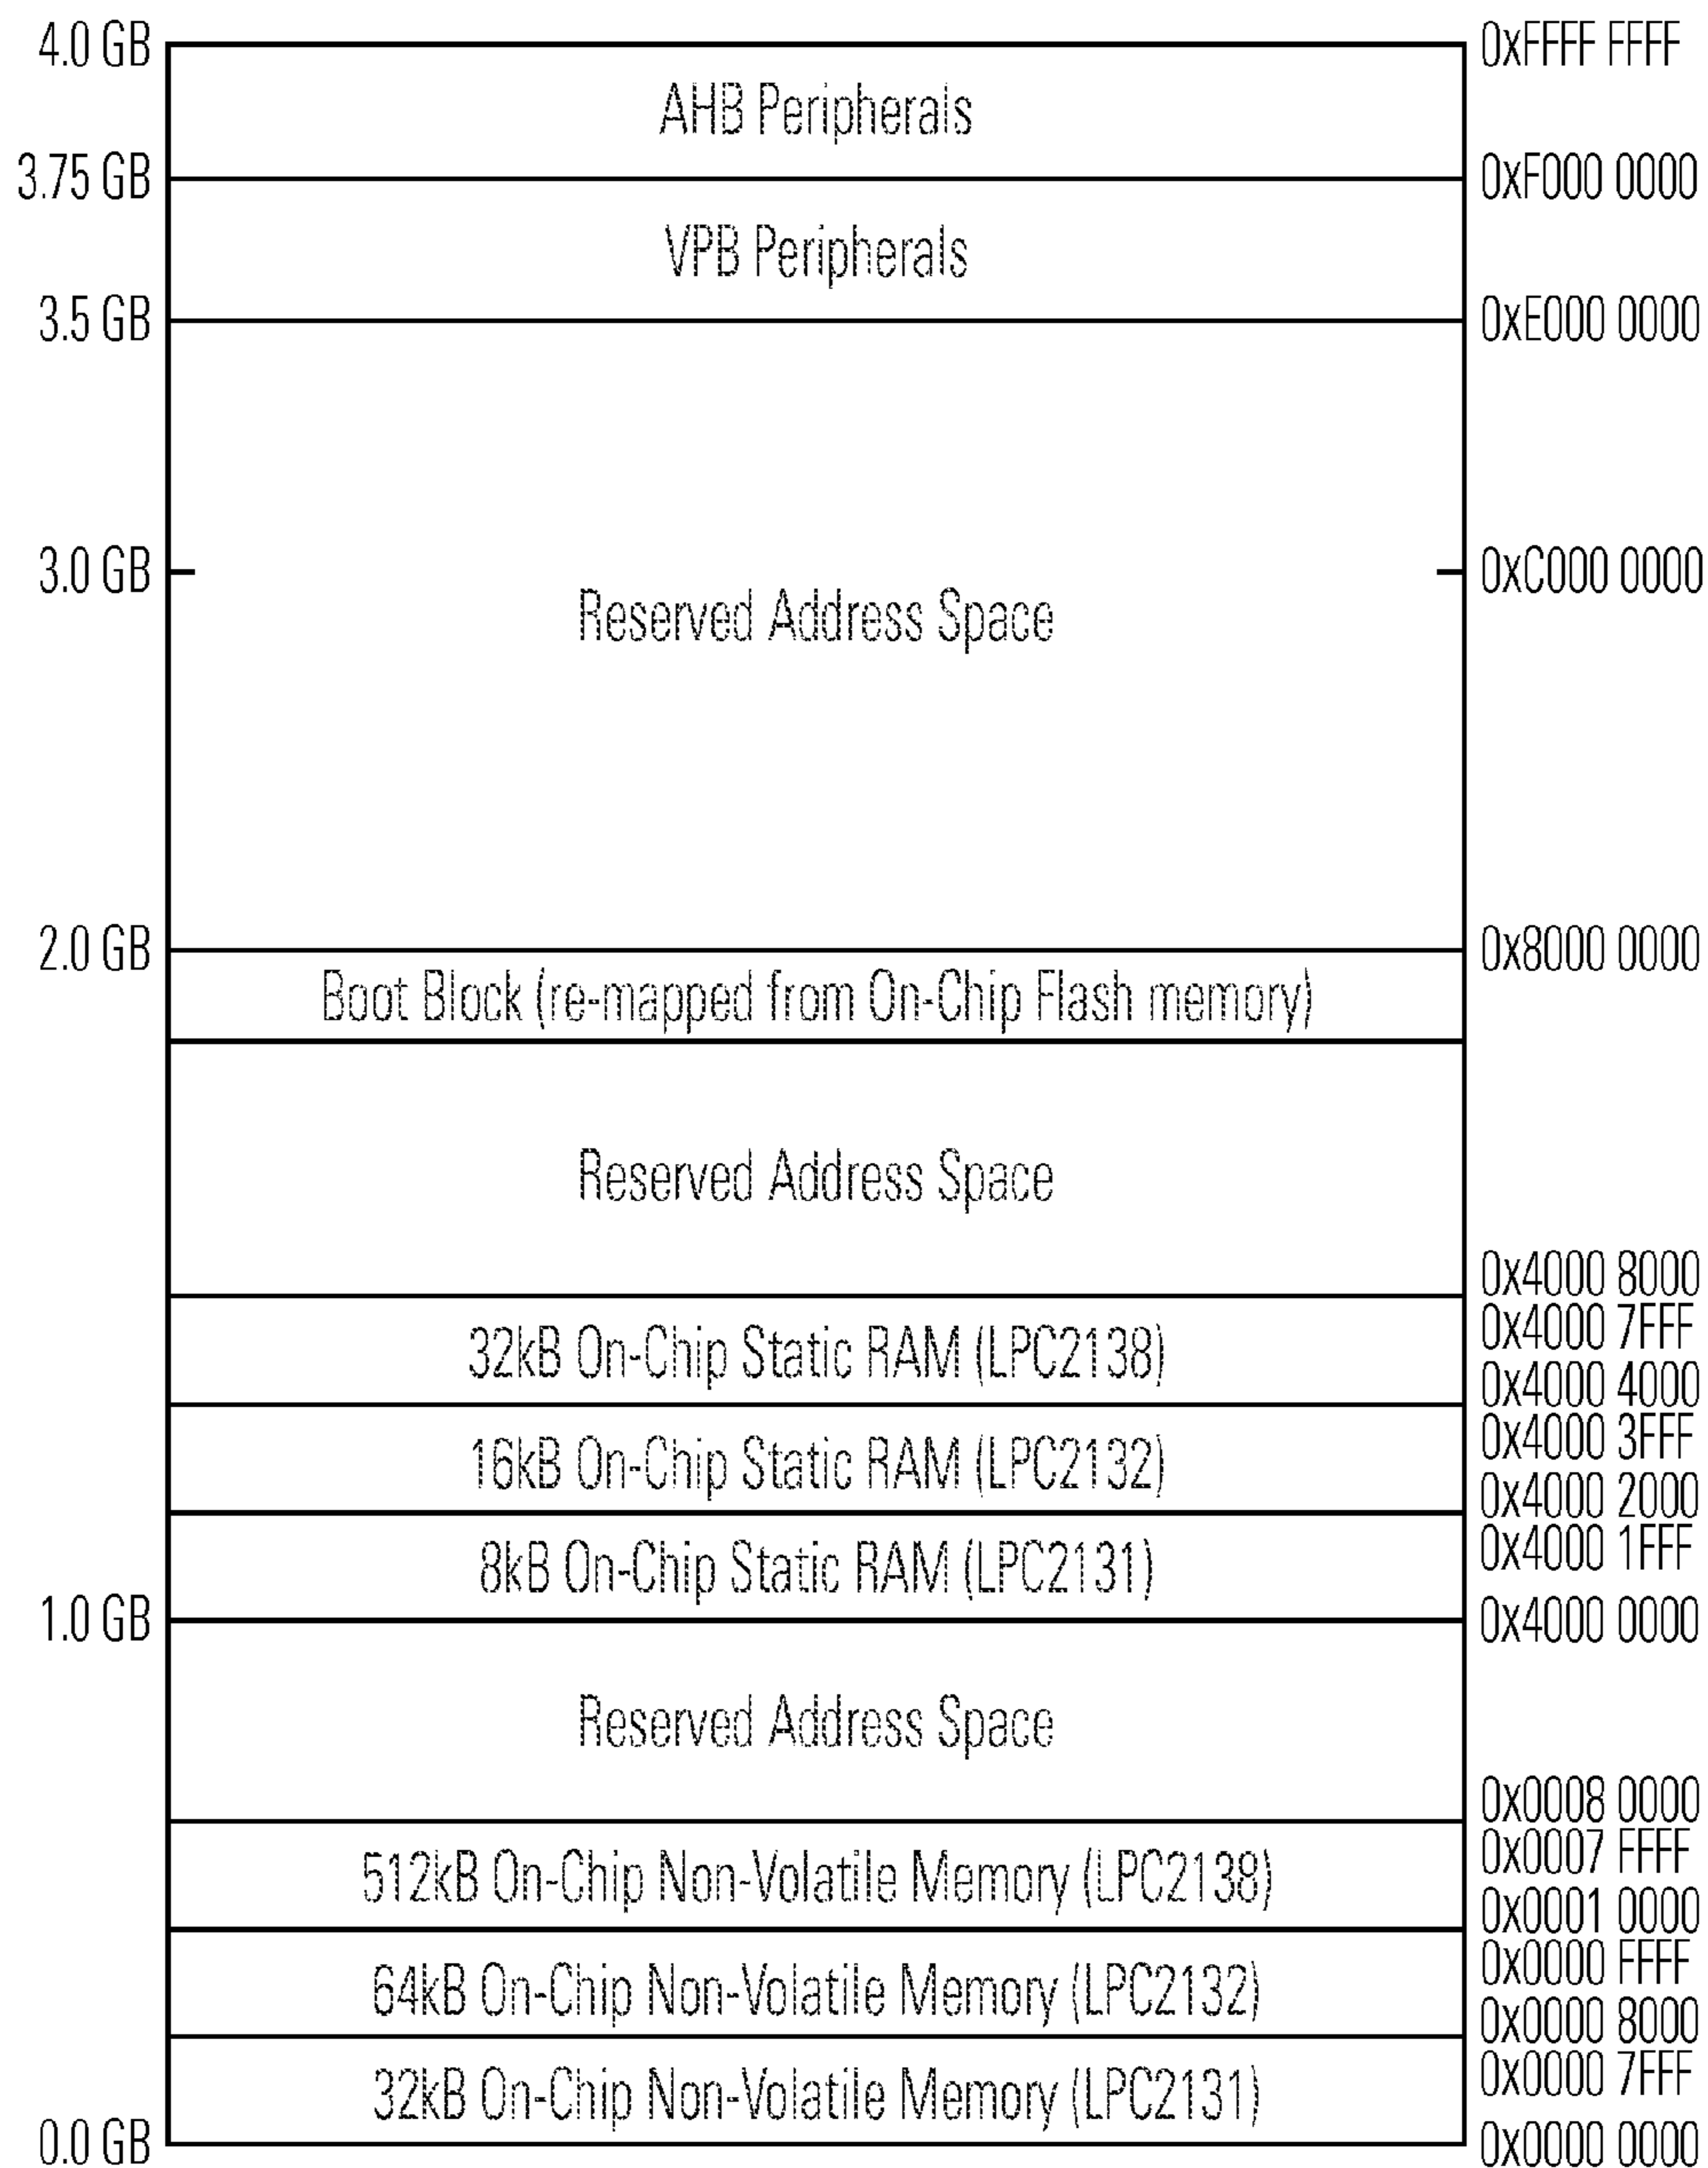 4.0 GB
0xFFFF FFFF
AHB Peripherals
3.75 GB
0xF000 0000
VPB Peripherals
3.5 GB
0xE000 0000
3.0 GB
0xC000 0000
Reserved Address Space
2.0 GB
0x8000 0000
Boot Block (re-mapped from On-Chip Flash memory)
Reserved Address Space
0x4000 8000
0x4000 7FFF
32kB On-Chip Static RAM (LPC2138)
0x4000 4000
0x4000 3FFF
16kB On-Chip Static RAM (LPC2132)
0x4000 2000
0x4000 1FFF
8kB On-Chip Static RAM (LPC2131)
1.0 GB
0x4000 0000
Reserved Address Space
0x0008 0000
0x0007 FFFF
512kB On-Chip Non-Volatile Memory (LPC2138)
0x0001 0000
0x0000 FFFF
64kB On-Chip Non-Volatile Memory (LPC2132)
0x0000 8000
0x0000 7FFF
32kB On-Chip Non-Volatile Memory (LPC2131)
0.0 GB
0x0000 0000